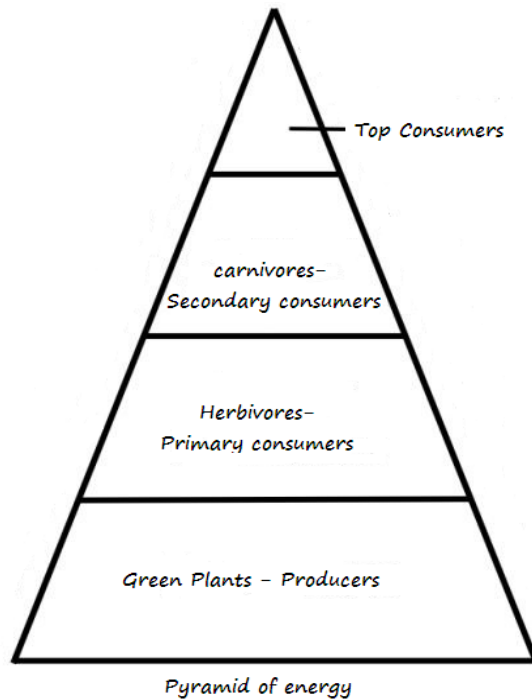 Top Consumers
carnivores-
Secondary consumers
Herbivores-
Primary consumers
Green Plants - Producers
Pyramid of energy